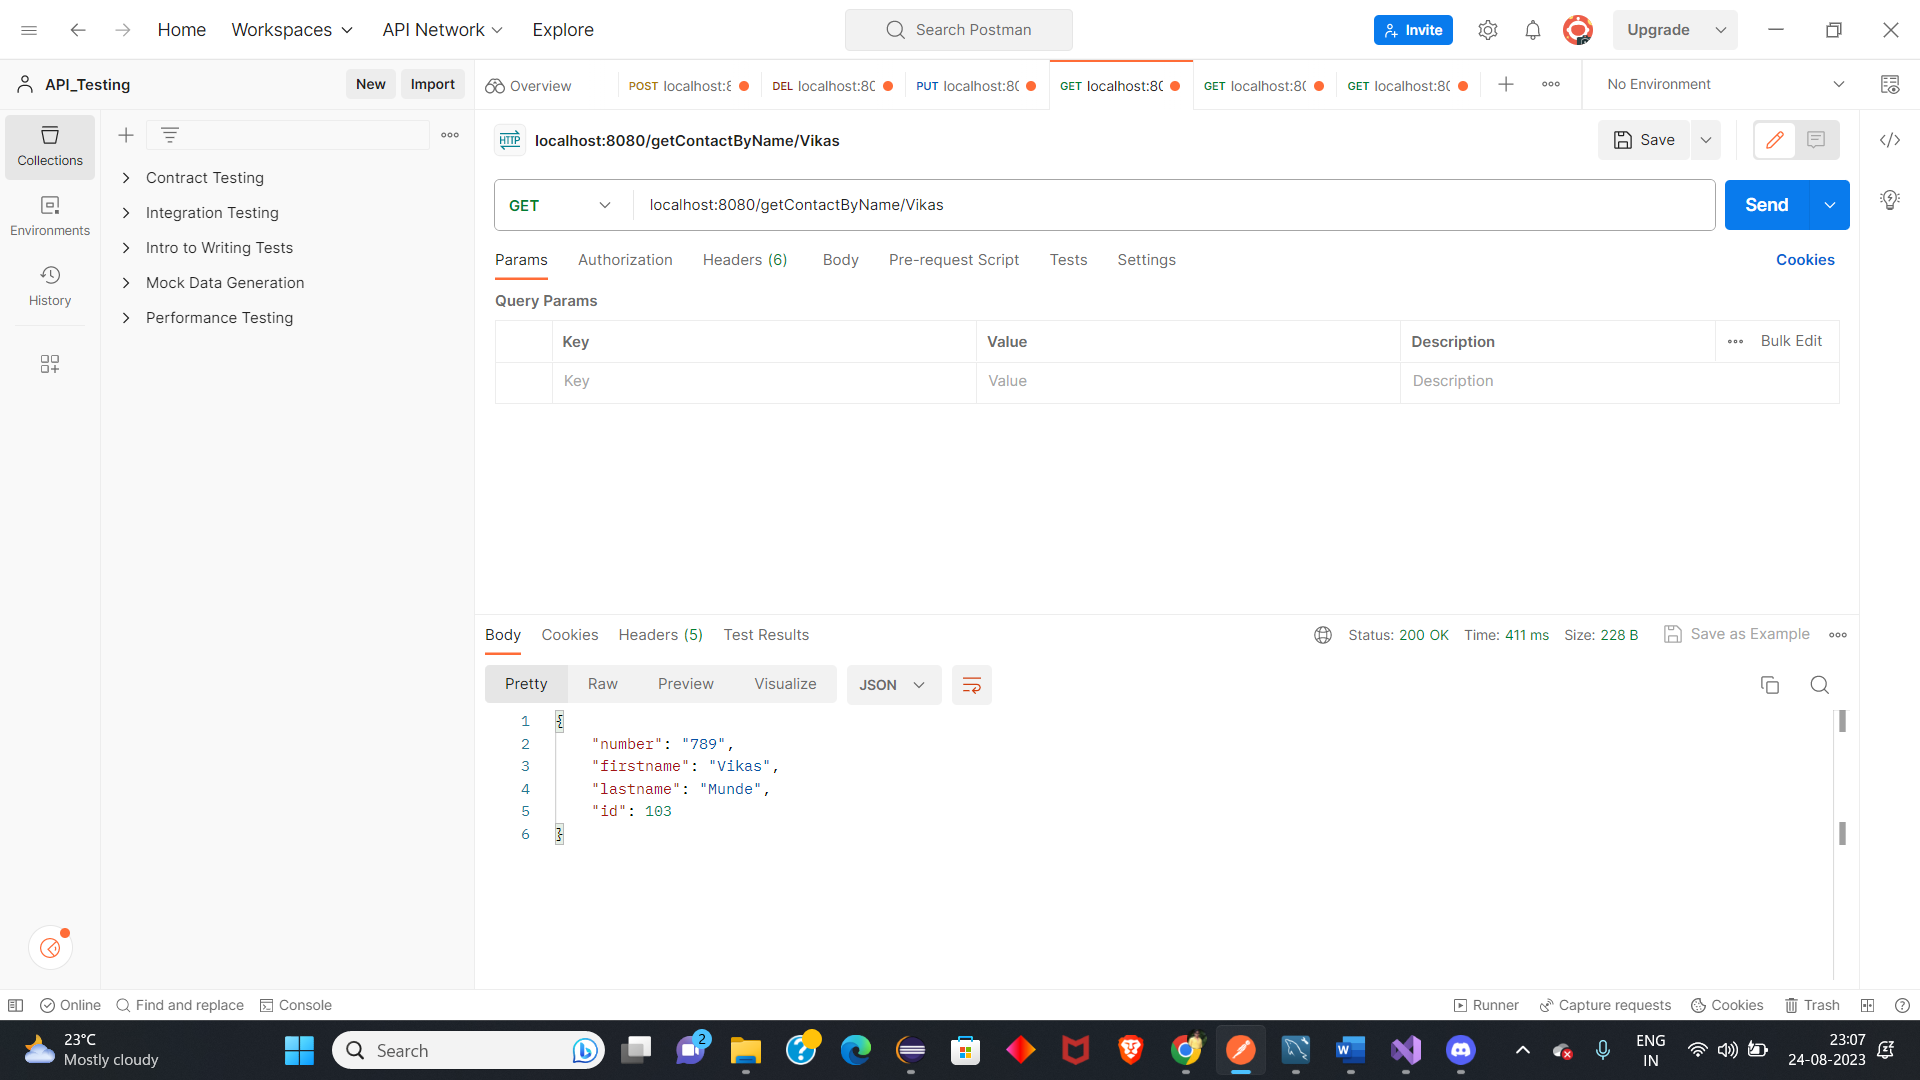 Home Workspaces API Network Explore Search Postman Invite Upgrade
API_Testing New Import Overview POST localhost:8 DEL localhost:80 PUT localhost:80 GET localhost:80 GET localhost:80 GET localhost:80 No Environment
Collections
Environments
History
Contract Testing
Integration Testing
Intro to Writing Tests
Mock Data Generation
Performance Testing
HTTP localhost:8080/getContactByName/Vikas Save
GET localhost:8080/getContactByName/Vikas Send
Params Authorization Headers (6) Body Pre-request Script Tests Settings Cookies
Query Params
Key Value Description Bulk Edit
Key Value Description
Body Cookies Headers (5) Test Results Status: 200 OK Time: 411 ms Size: 228 B Save as Example
Pretty Raw Preview Visualize JSON
1 {
2 "number": "789",
3 "firstname": "Vikas",
4 "lastname": "Munde",
5 "id": 103
6 }
Online Find and replace Console Runner Capture requests Cookies Trash
23°C
Mostly cloudy
Search
2
ENG
IN
23:07
24-08-2023